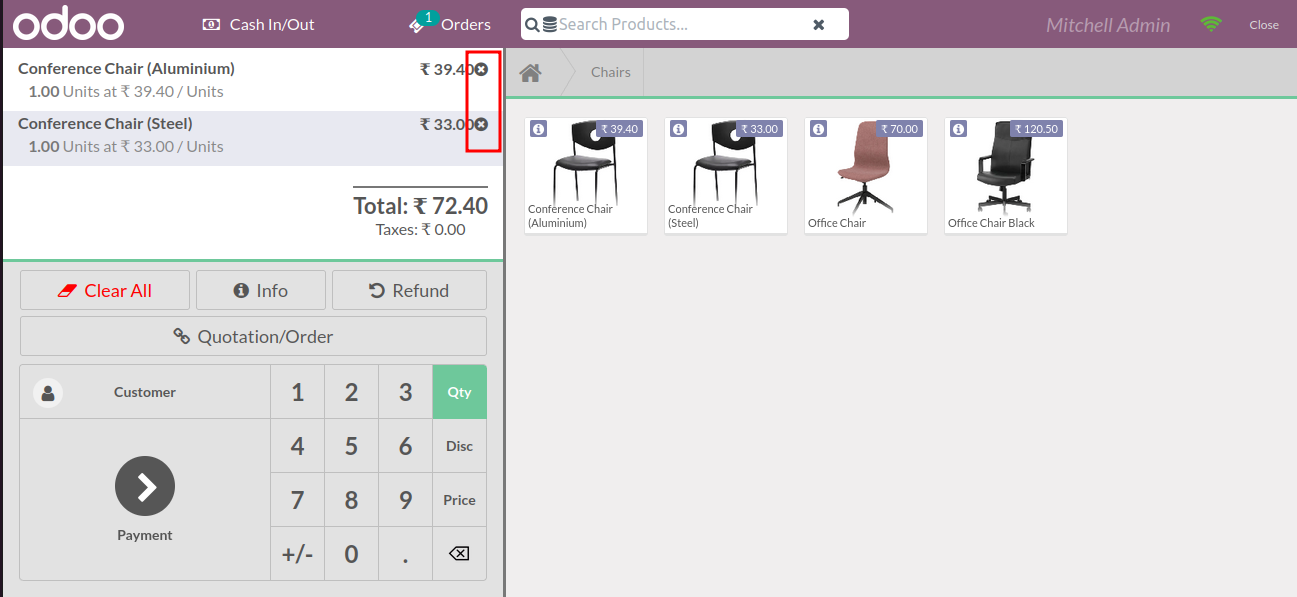 odoo
Cash In/Out
1
Orders
Search Products...
Mitchell Admin
Close
Conference Chair (Aluminium) ₹ 39.40
1.00 Units at ₹ 39.40 / Units
Conference Chair (Steel) ₹ 33.00
1.00 Units at ₹ 33.00 / Units
Total: ₹ 72.40
Taxes: ₹ 0.00
Clear All
Info
Refund
Quotation/Order
Customer
1 2 3 Qty
4 5 6 Disc
7 8 9 Price
+/- 0 .
Payment
Chairs
₹ 39.40
Conference Chair
(Aluminium)
₹ 33.00
Conference Chair
(Steel)
₹ 70.00
Office Chair
₹ 120.50
Office Chair Black